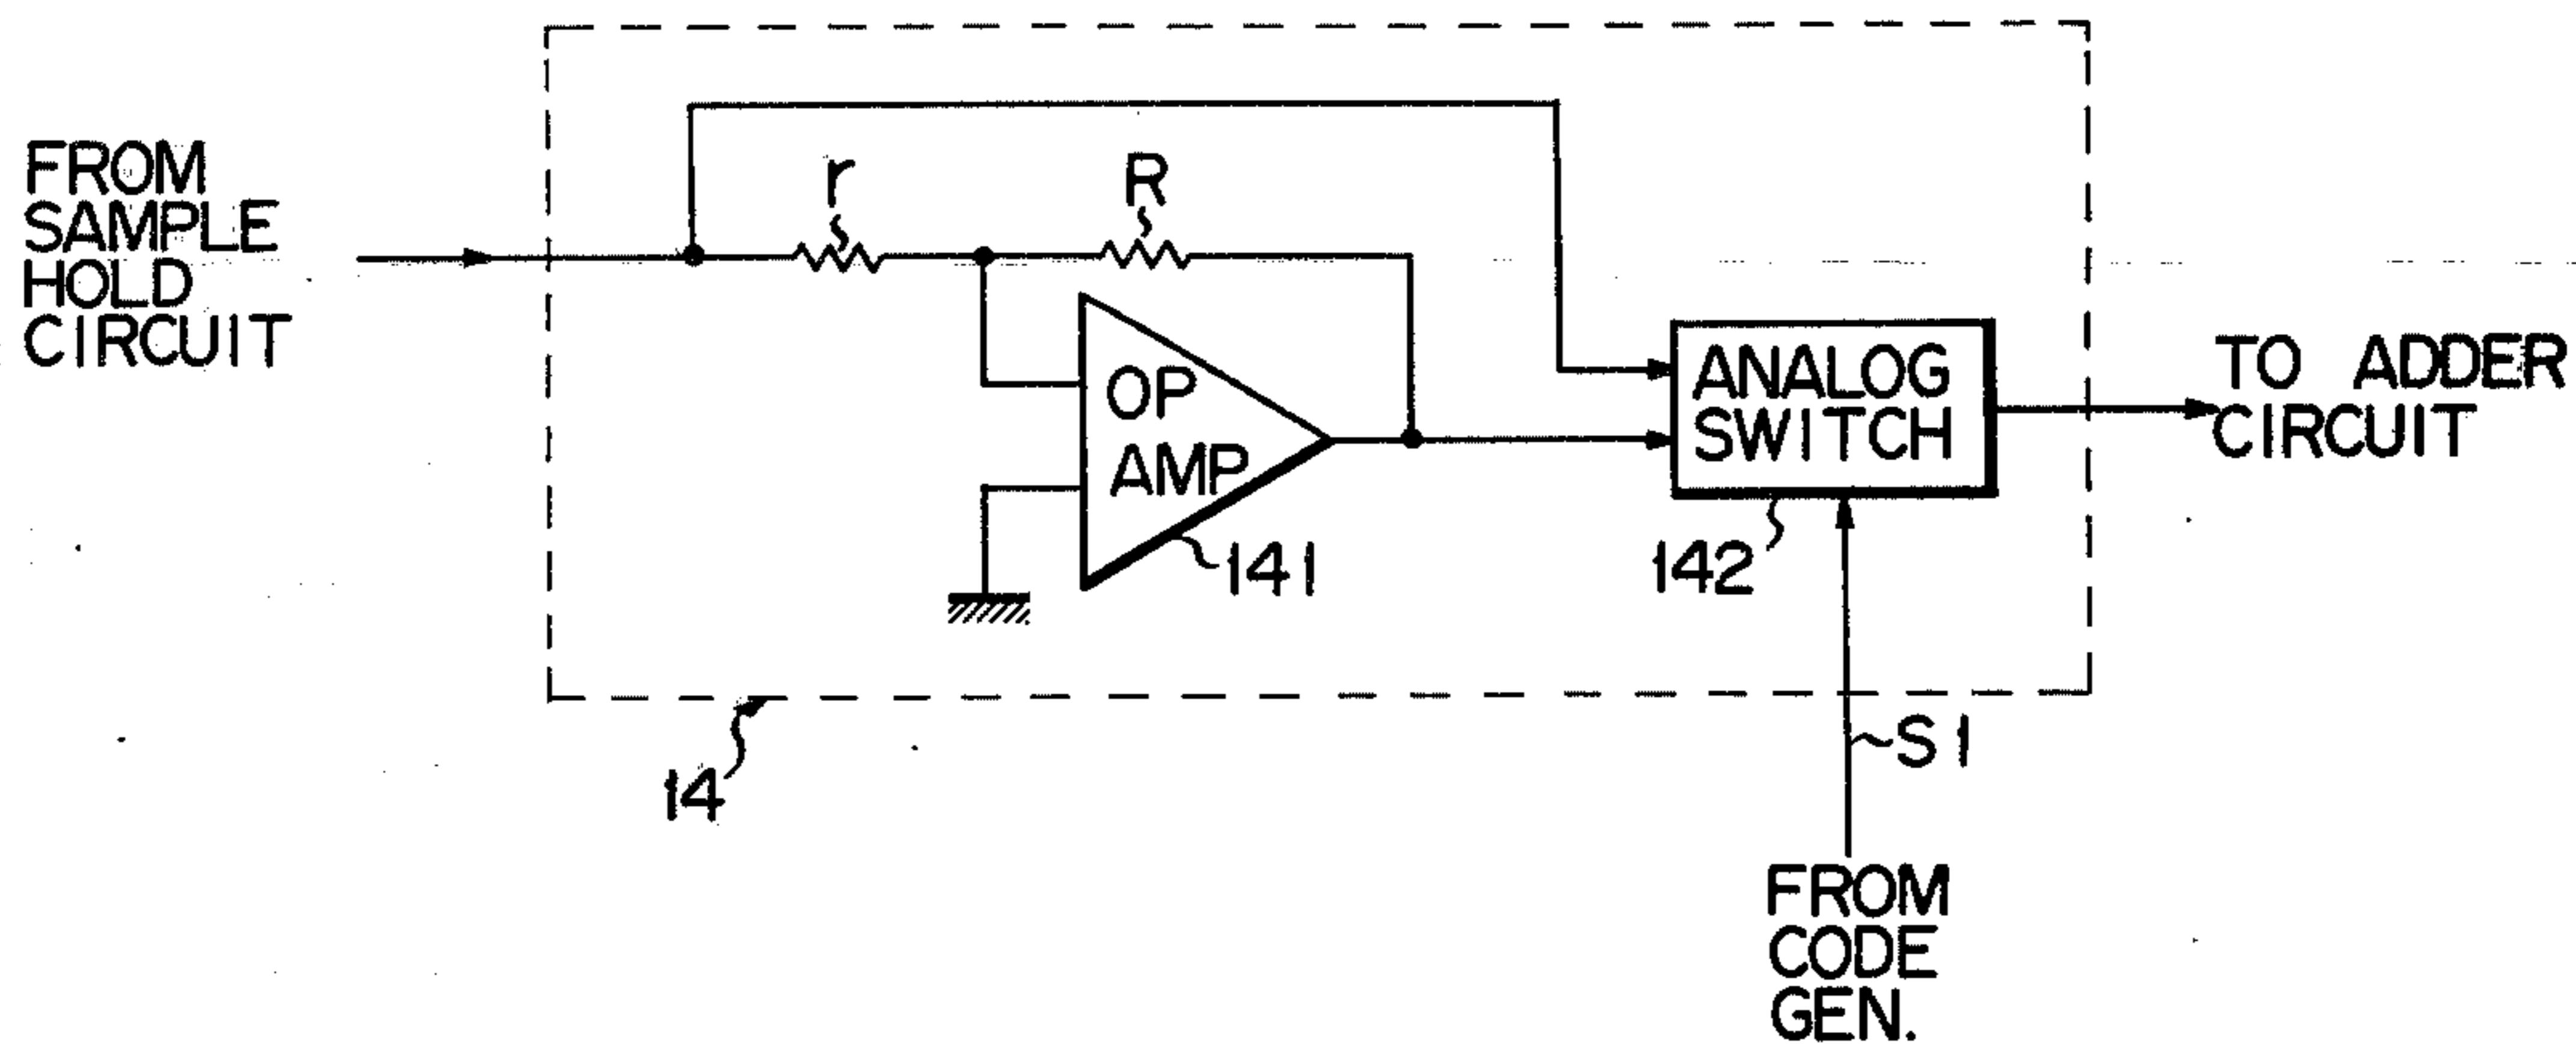 FROM
SAMPLE
HOLD
CIRCUIT
r
R
OP
AMP
141
ANALOG
SWITCH
142
TO ADDER
CIRCUIT
14
S1
FROM
CODE
GEN.